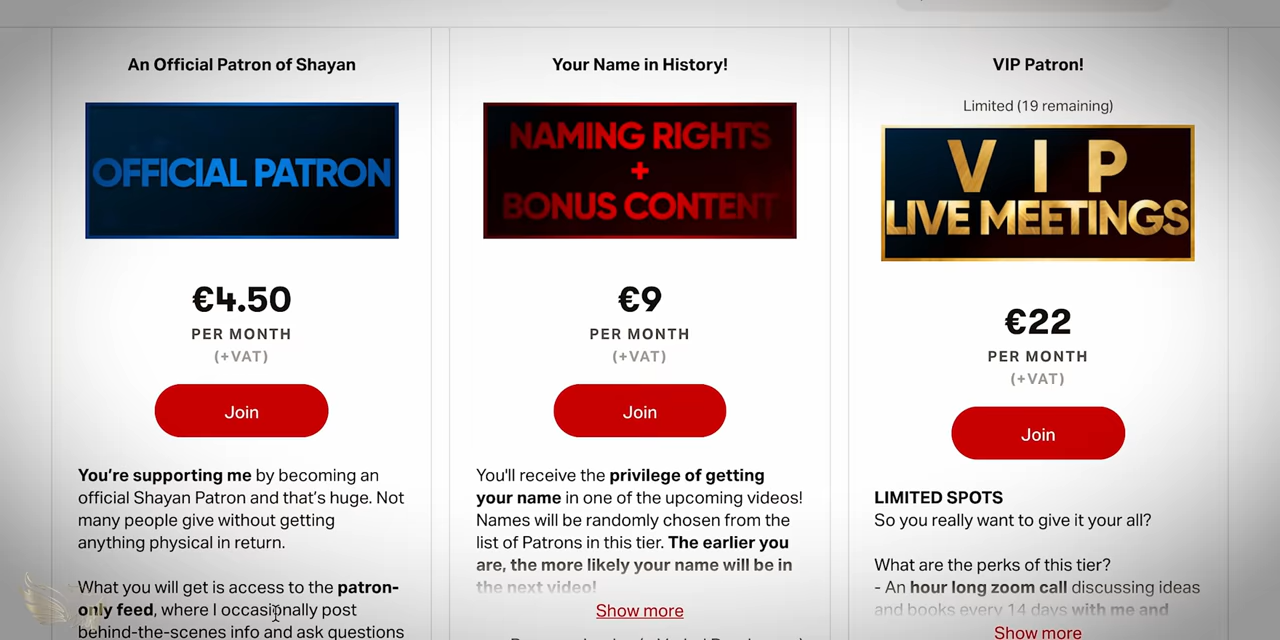 An Official Patron of Shayan
OFFICIAL PATRON
€4.50
PER MONTH
(+VAT)
Join
You’re supporting me by becoming an
official Shayan Patron and that’s huge. Not
many people give without getting
anything physical in return.
What you will get is access to the patron-
only feed, where I occasionally post
behind-the-scenes info and ask questions
Your Name in History!
NAMING RIGHTS
+
BONUS CONTENT
€9
PER MONTH
(+VAT)
Join
You'll receive the privilege of getting
your name in one of the upcoming videos!
Names will be randomly chosen from the
list of Patrons in this tier. The earlier you
are, the more likely your name will be in
the next video!
Show more
VIP Patron!
Limited (19 remaining)
VIP
LIVE MEETINGS
€22
PER MONTH
(+VAT)
Join
LIMITED SPOTS
So you really want to give it your all?
What are the perks of this tier?
- An hour long zoom call discussing ideas
and books every 14 days with me and
Show more